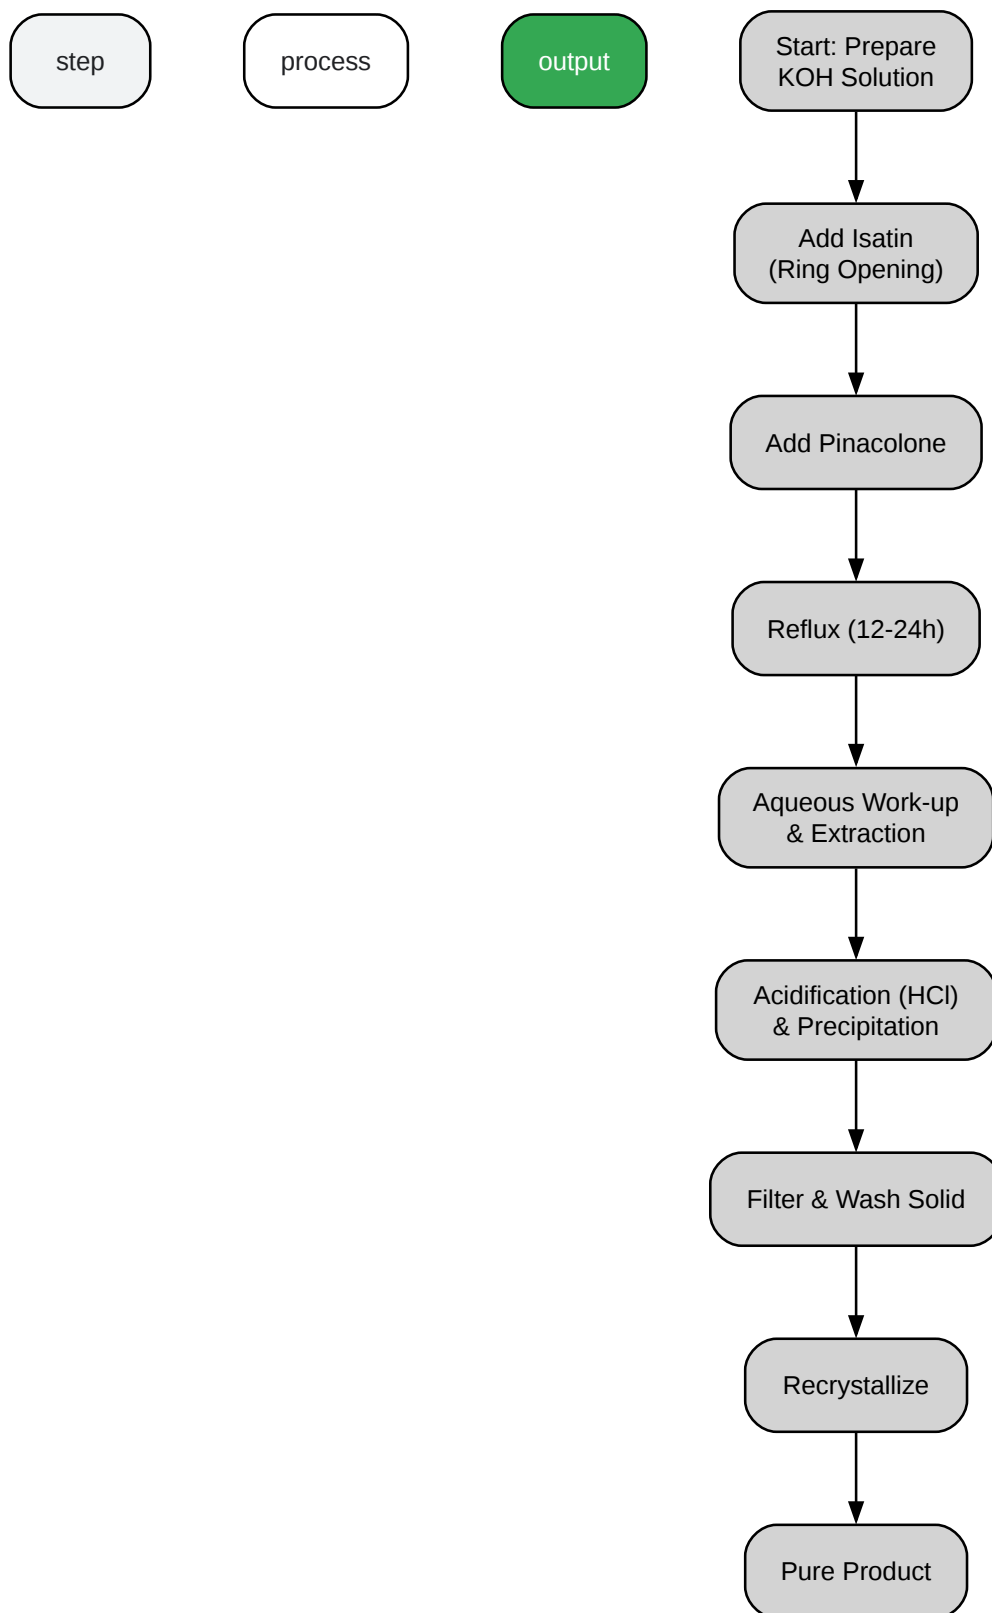 step
process
output
Start: Prepare
KOH Solution
Add Isatin
(Ring Opening)
Add Pinacolone
Reflux (12-24h)
Aqueous Work-up
& Extraction
Acidification (HCl)
& Precipitation
Filter & Wash Solid
Recrystallize
Pure Product